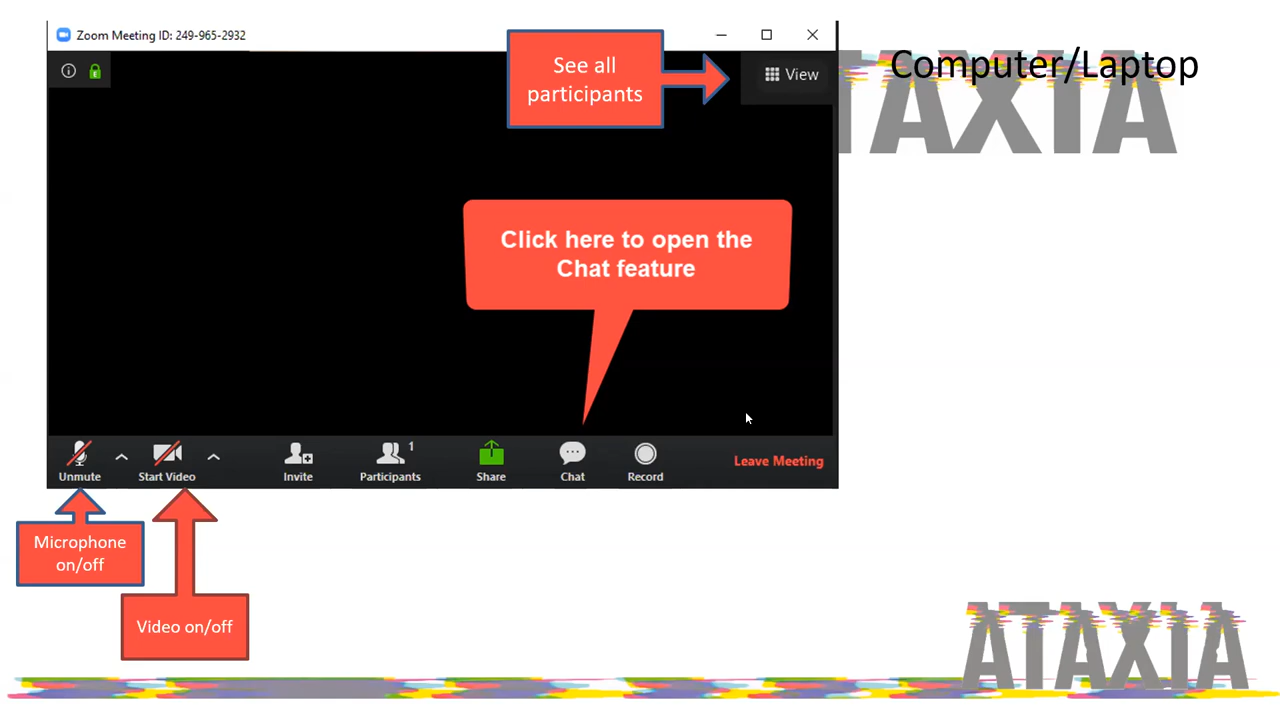 Zoom Meeting ID: 249-965-2932
See all
participants
View
Computer/Laptop
ATAXIA
Click here to open the
Chat feature
Unmute
Start Video
Invite
Participants
1
Share
Chat
Record
Leave Meeting
Microphone
on/off
Video on/off
ATAXIA